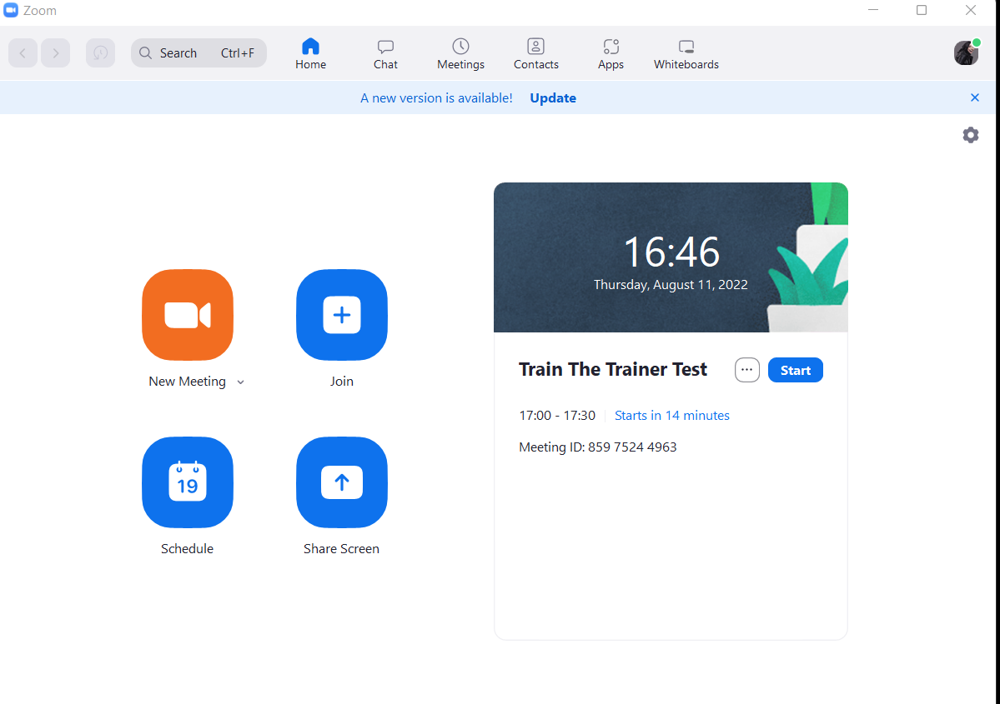 Zoom
Search Ctrl+F
Home
Chat
Meetings
Contacts
Apps
Whiteboards
A new version is available! Update
16:46
Thursday, August 11, 2022
New Meeting
Join
19
Schedule
Share Screen
Train The Trainer Test
Start
17:00 - 17:30 Starts in 14 minutes
Meeting ID: 859 7524 4963